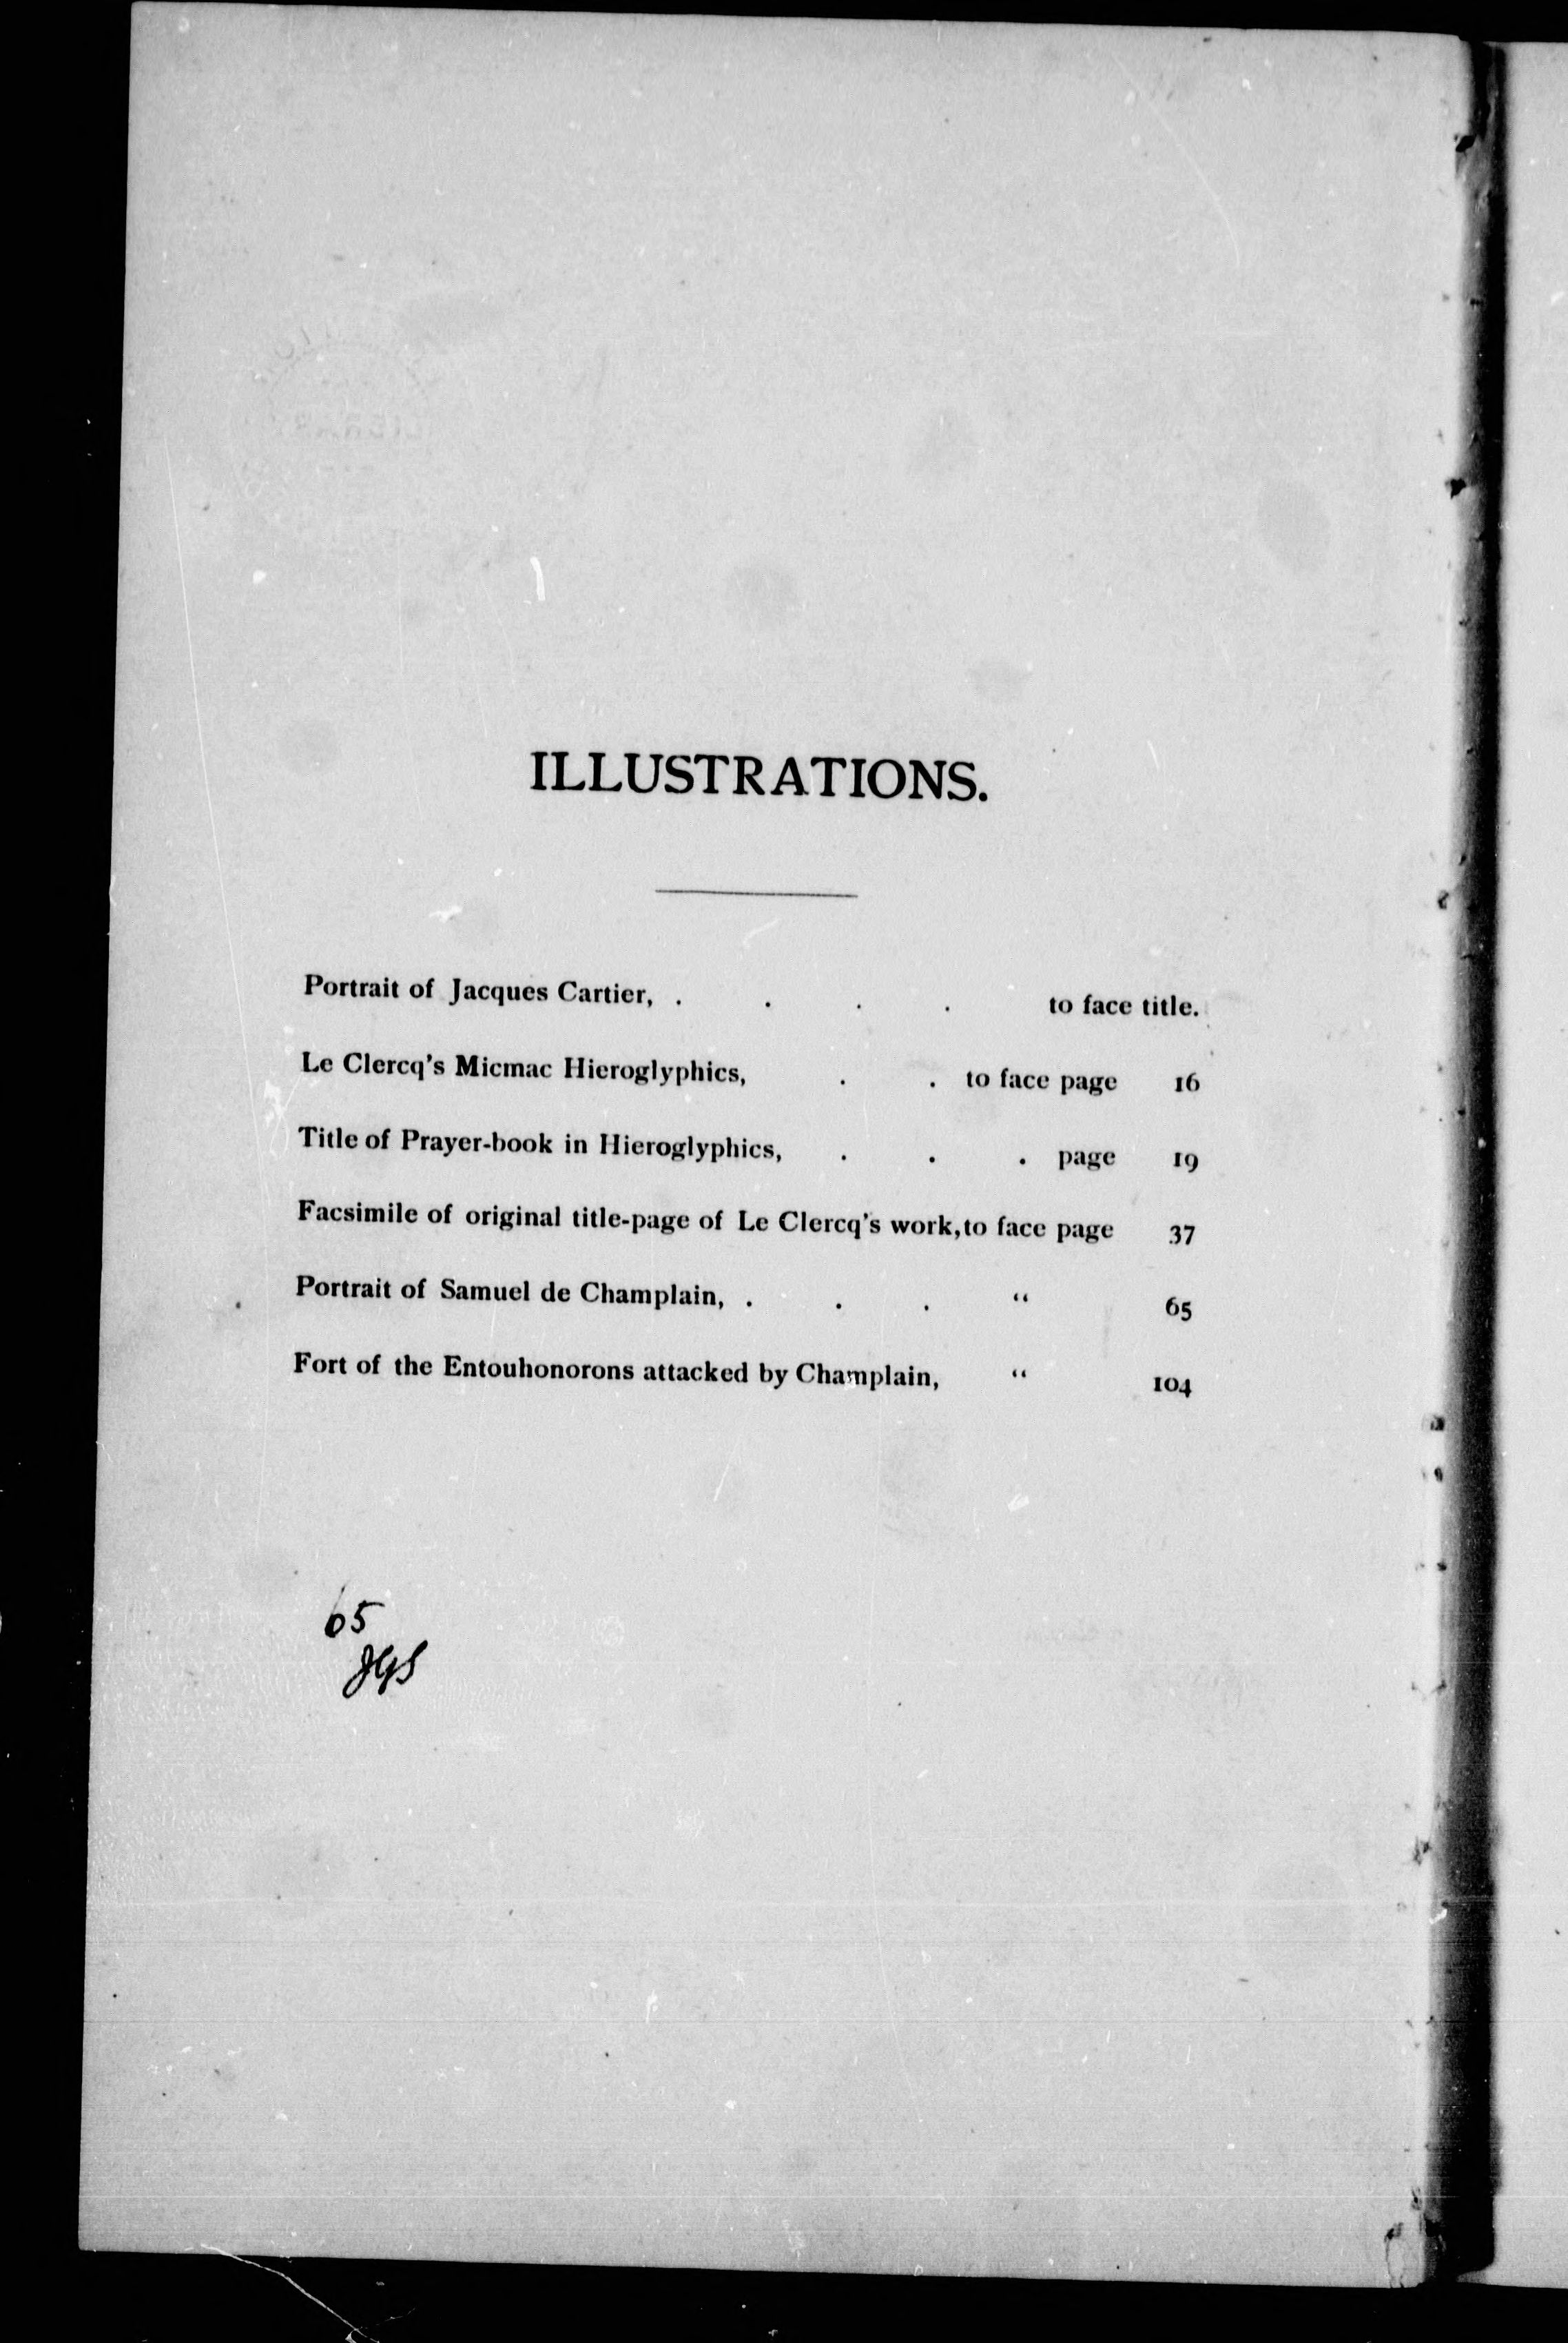 ILLUSTRATIONS.
Portrait of Jacques Cartier, . . . . to face title.
Le Clercq's Micmac Hieroglyphics, . . to face page 16
Title of Prayer-book in Hieroglyphics, . . . page 19
Facsimile of original title-page of Le Clercq's work, to face page 37
Portrait of Samuel de Champlain, . . . " 65
Fort of the Entouhonorons attacked by Champlain, " 104
65